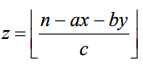 z = ⌊(n − ax − by)/c⌋